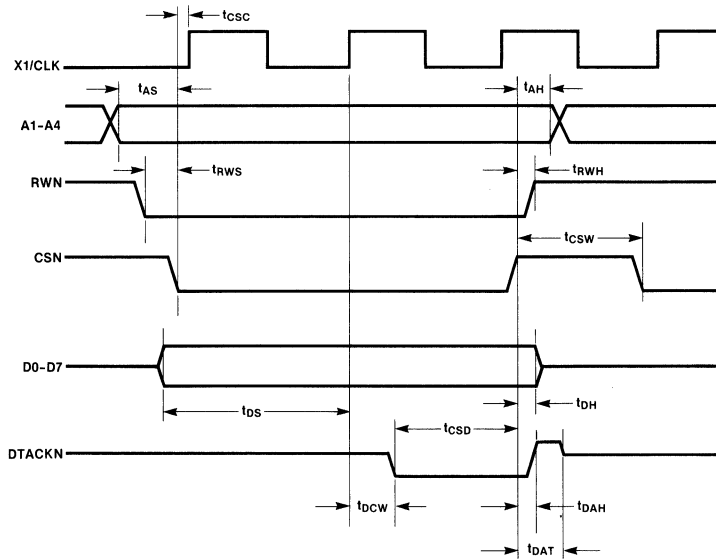 tCSC
X1/CLK
tAS
tAH
A1-A4
tRWS
tRWH
RWN
tCSW
CSN
D0-D7
tDS
tDH
tCSD
DTACKN
tDCW
tDAH
tDAT